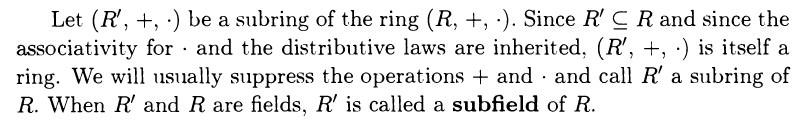 Let (R′, +, ·) be a subring of the ring (R, +, ·). Since R′ ⊆ R and since the
associativity for · and the distributive laws are inherited, (R′, +, ·) is itself a
ring. We will usually suppress the operations + and · and call R′ a subring of
R. When R′ and R are fields, R′ is called a subfield of R.